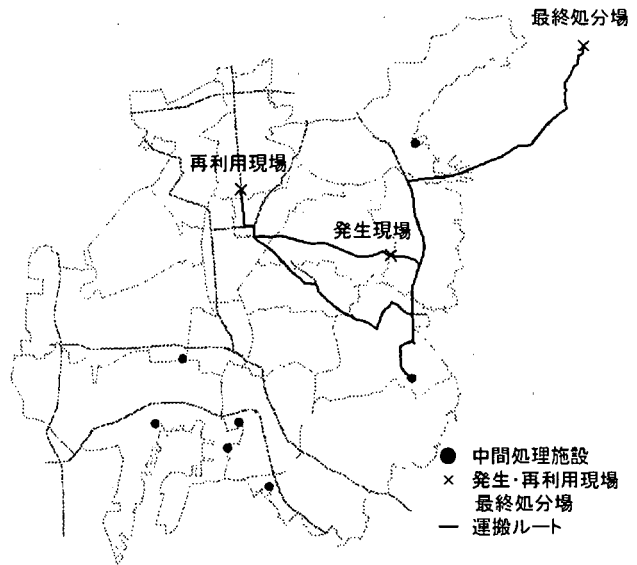 最終処分場
再利用現場
発生現場
中間処理施設
発生・再利用現場
最終処分場
運搬ルート